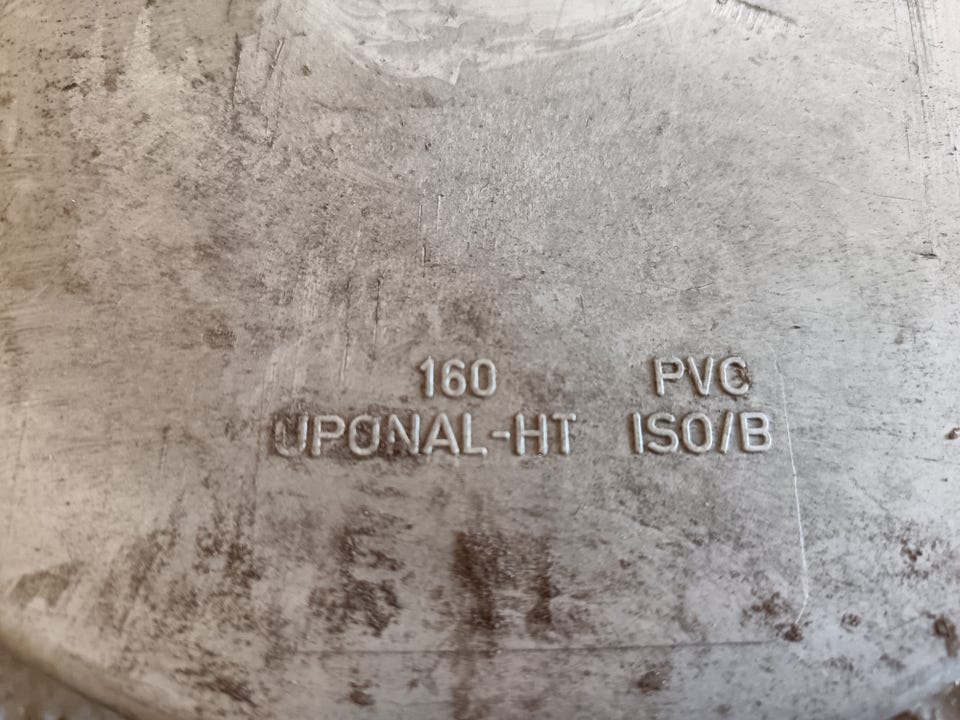 160 PVC
UPONAL-HT ISO/B